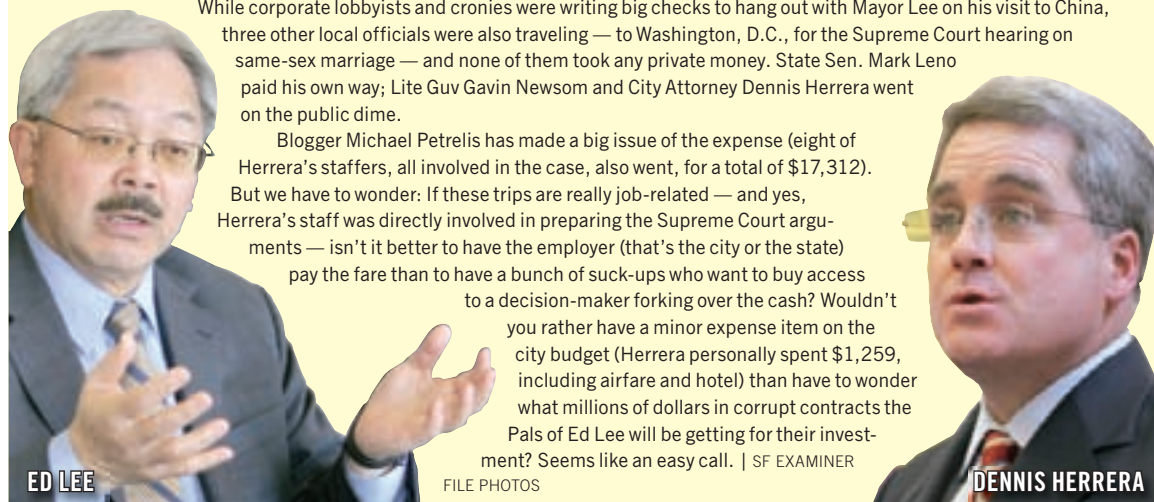 While corporate lobbyists and cronies were writing big checks to hang out with Mayor Lee on his visit to China,
three other local officials were also traveling — to Washington, D.C., for the Supreme Court hearing on
same-sex marriage — and none of them took any private money. State Sen. Mark Leno
paid his own way; Lite Guv Gavin Newsom and City Attorney Dennis Herrera went
on the public dime.
Blogger Michael Petrelis has made a big issue of the expense (eight of
Herrera’s staffers, all involved in the case, also went, for a total of $17,312).
But we have to wonder: If these trips are really job-related — and yes,
Herrera’s staff was directly involved in preparing the Supreme Court argu-
ments — isn’t it better to have the employer (that’s the city or the state)
pay the fare than to have a bunch of suck-ups who want to buy access
to a decision-maker forking over the cash? Wouldn’t
you rather have a minor expense item on the
city budget (Herrera personally spent $1,259,
including airfare and hotel) than have to wonder
what millions of dollars in corrupt contracts the
Pals of Ed Lee will be getting for their invest-
ment? Seems like an easy call. | SF EXAMINER
FILE PHOTOS
ED LEE
DENNIS HERRERA